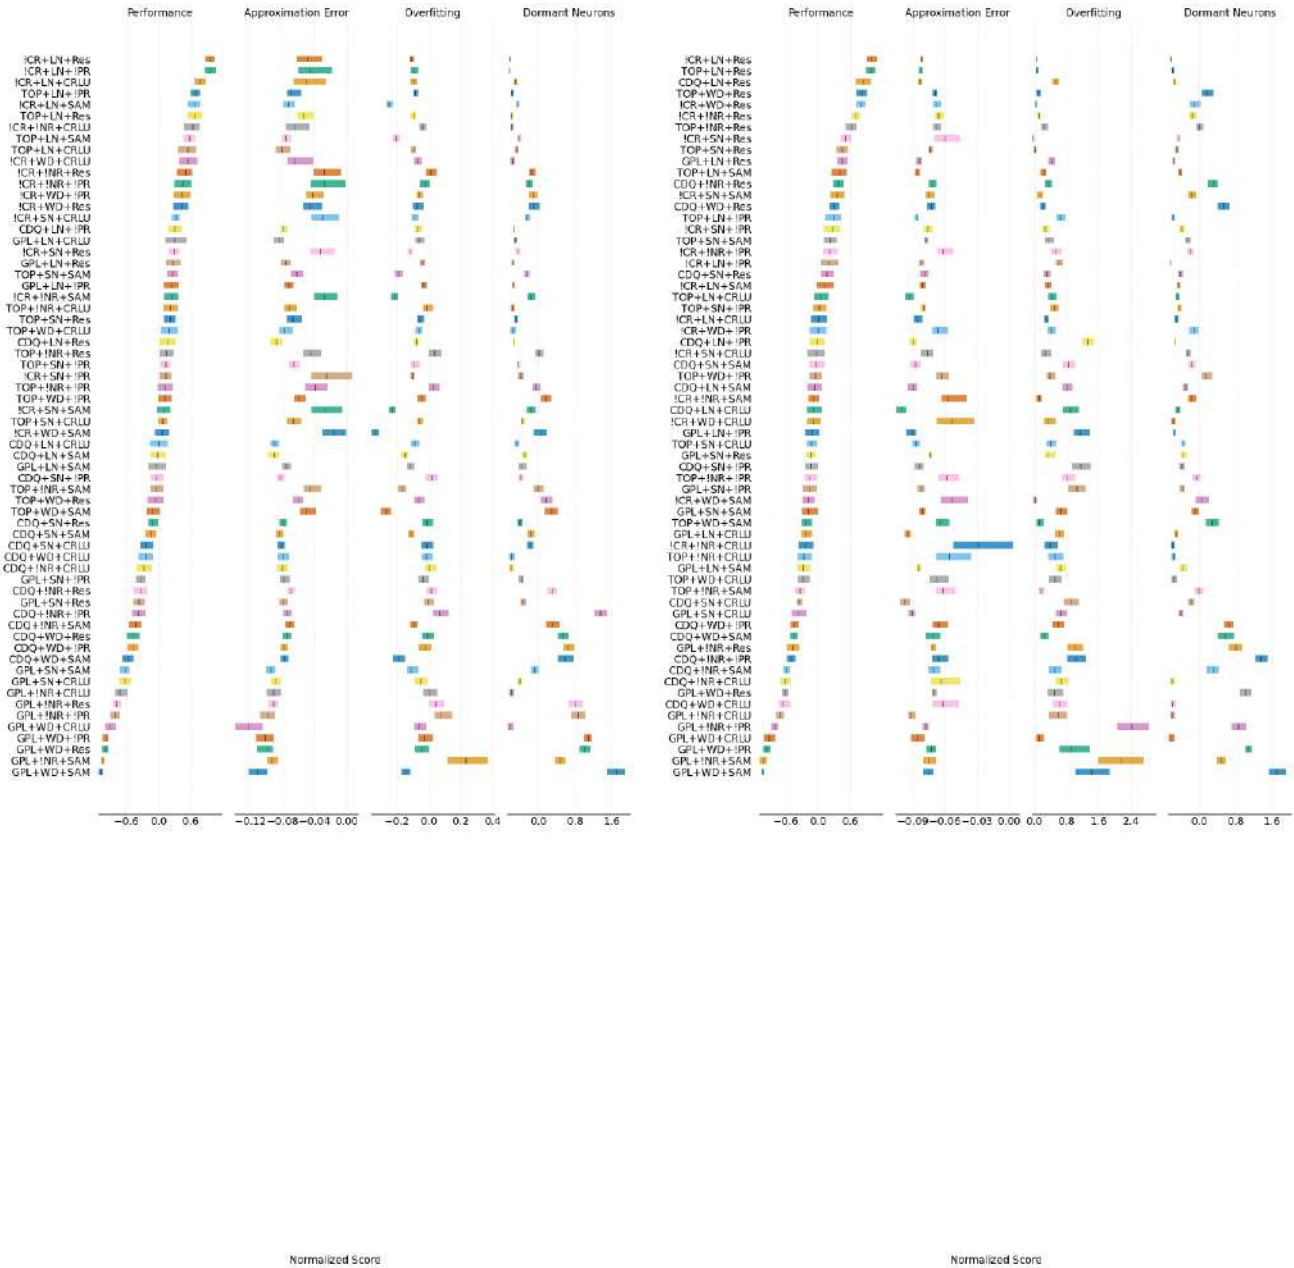 Performance Approximation Error Overfitting Dormant Neurons
!CR+LN+Res
!CR+LN+!PR
!CR+LN+CRLU
TOP+LN+!PR
!CR+LN+SAM
TOP+LN+Res
!CR+!NR+CRLU
TOP+LN+SAM
TOP+LN+CRLU
!CR+WD+CRLU
!CR+!NR+Res
!CR+!NR+!PR
!CR+WD+!PR
!CR+WD+Res
!CR+SN+CRLU
CDQ+LN+!PR
GPL+LN+CRLU
!CR+SN+Res
GPL+LN+Res
TOP+SN+SAM
GPL+LN+!PR
!CR+!NR+SAM
TOP+!NR+CRLU
TOP+SN+Res
TOP+WD+CRLU
CDQ+LN+Res
TOP+!NR+Res
TOP+SN+!PR
!CR+SN+!PR
TOP+!NR+!PR
TOP+WD+!PR
!CR+SN+SAM
TOP+SN+CRLU
!CR+WD+SAM
CDQ+LN+CRLU
CDQ+LN+SAM
GPL+LN+SAM
CDQ+SN+!PR
TOP+!NR+SAM
TOP+WD+Res
TOP+WD+SAM
CDQ+SN+Res
CDQ+SN+SAM
CDQ+SN+CRLU
CDQ+WD+CRLU
CDQ+!NR+CRLU
GPL+SN+!PR
CDQ+!NR+Res
GPL+SN+Res
CDQ+!NR+!PR
CDQ+!NR+SAM
CDQ+WD+Res
CDQ+WD+!PR
CDQ+WD+SAM
GPL+SN+SAM
GPL+SN+CRLU
GPL+!NR+CRLU
GPL+!NR+Res
GPL+!NR+!PR
GPL+WD+CRLU
GPL+WD+!PR
GPL+WD+Res
GPL+!NR+SAM
GPL+WD+SAM
−0.6 0.0 0.6 −0.12 −0.08 −0.04 0.00 −0.2 0.0 0.2 0.4 0.0 0.8 1.6
Normalized Score
Performance Approximation Error Overfitting Dormant Neurons
!CR+LN+Res
TOP+LN+Res
CDQ+LN+Res
TOP+WD+Res
!CR+WD+Res
!CR+!NR+Res
TOP+!NR+Res
!CR+SN+Res
TOP+SN+Res
GPL+LN+Res
TOP+LN+SAM
CDQ+!NR+Res
!CR+SN+SAM
CDQ+WD+Res
TOP+LN+!PR
!CR+SN+!PR
TOP+SN+SAM
!CR+!NR+!PR
!CR+LN+!PR
CDQ+SN+Res
!CR+LN+SAM
TOP+LN+CRLU
TOP+SN+!PR
!CR+LN+CRLU
!CR+WD+!PR
CDQ+LN+!PR
!CR+SN+CRLU
CDQ+SN+SAM
TOP+WD+!PR
CDQ+LN+SAM
!CR+!NR+SAM
CDQ+LN+CRLU
!CR+WD+CRLU
GPL+LN+!PR
TOP+SN+CRLU
GPL+SN+Res
CDQ+SN+!PR
TOP+!NR+!PR
GPL+SN+!PR
!CR+WD+SAM
GPL+SN+SAM
TOP+WD+SAM
GPL+LN+CRLU
!CR+!NR+CRLU
TOP+!NR+CRLU
GPL+LN+SAM
TOP+WD+CRLU
TOP+!NR+SAM
CDQ+SN+CRLU
GPL+SN+CRLU
CDQ+WD+!PR
CDQ+WD+SAM
GPL+!NR+Res
CDQ+!NR+!PR
CDQ+!NR+SAM
CDQ+!NR+CRLU
GPL+WD+Res
CDQ+WD+CRLU
GPL+!NR+CRLU
GPL+!NR+!PR
GPL+WD+CRLU
GPL+WD+!PR
GPL+!NR+SAM
GPL+WD+SAM
−0.6 0.0 0.6 −0.09 −0.06 −0.03 0.00 0.0 0.8 1.6 2.4 0.0 0.8 1.6
Normalized Score